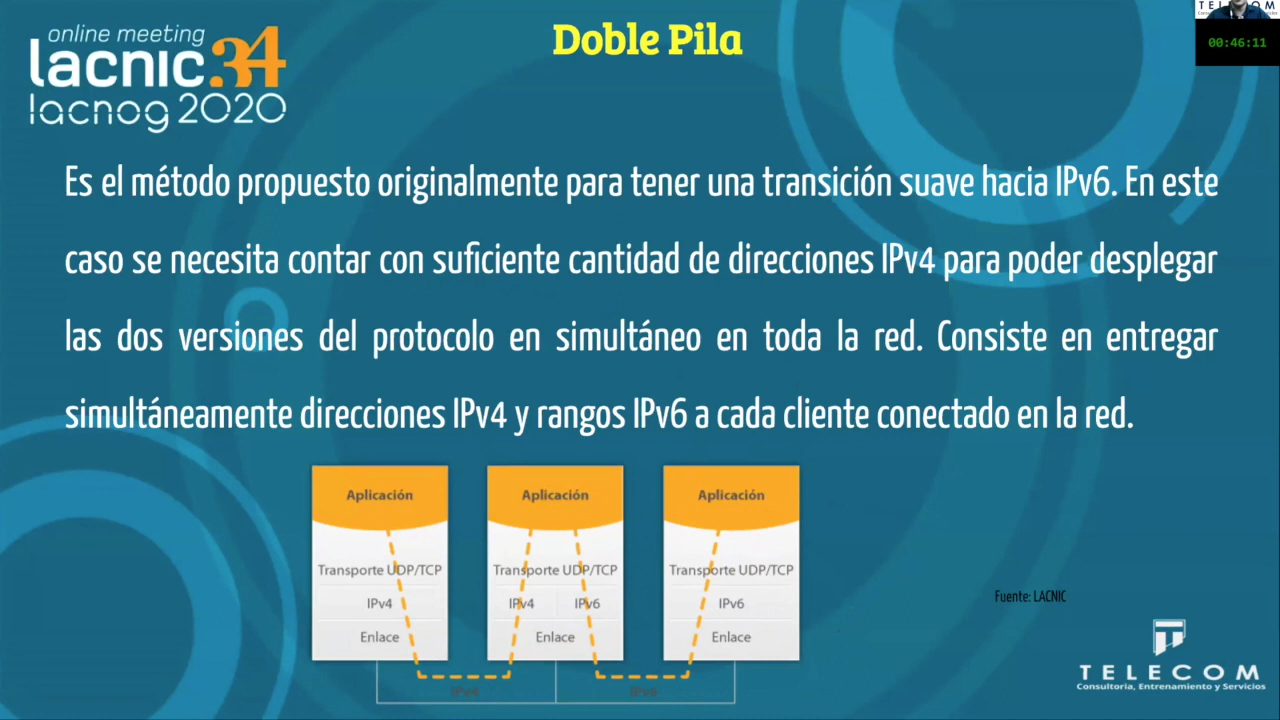 online meeting
lacnic 34
lacnog 2020
Doble Pila
TELECOM
00:46:11
Es el método propuesto originalmente para tener una transición suave hacia IPv6. En este
caso se necesita contar con suficiente cantidad de direcciones IPv4 para poder desplegar
las dos versiones del protocolo en simultáneo en toda la red. Consiste en entregar
simultáneamente direcciones IPv4 y rangos IPv6 a cada cliente conectado en la red.
Aplicación Aplicación Aplicación
Transporte UDP/TCP Transporte UDP/TCP Transporte UDP/TCP
IPv4 IPv4 IPv6 IPv6
Enlace Enlace Enlace
IPv4 IPv6
Fuente: LACNIC
TELECOM
Consultoría, Entrenamiento y Servicios